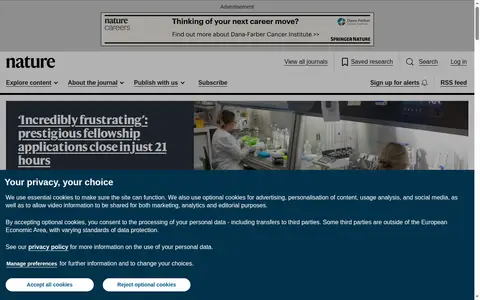 Advertisement
nature careers
Thinking of your next career move?
Find out more about Dana-Farber Cancer Institute >>
Dana-Farber Cancer Institute
SPRINGER NATURE
nature
View all journals
Saved research
Search
Log in
Explore content
About the journal
Publish with us
Subscribe
Sign up for alerts
RSS feed
‘Incredibly frustrating’:
prestigious fellowship
applications close in just 21
hours
Your privacy, your choice
We use essential cookies to make sure the site can function. We also use optional cookies for advertising, personalisation of content, usage analysis, and social media,
as well as to allow video information to be shared for both marketing, analytics and editorial purposes.
By accepting optional cookies, you consent to the processing of your personal data - including transfers to third parties. Some third parties are outside of the European
Economic Area, with varying standards of data protection.
See our privacy policy for more information on the use of your personal data.
Manage preferences for further information and to change your choices.
Accept all cookies
Reject optional cookies